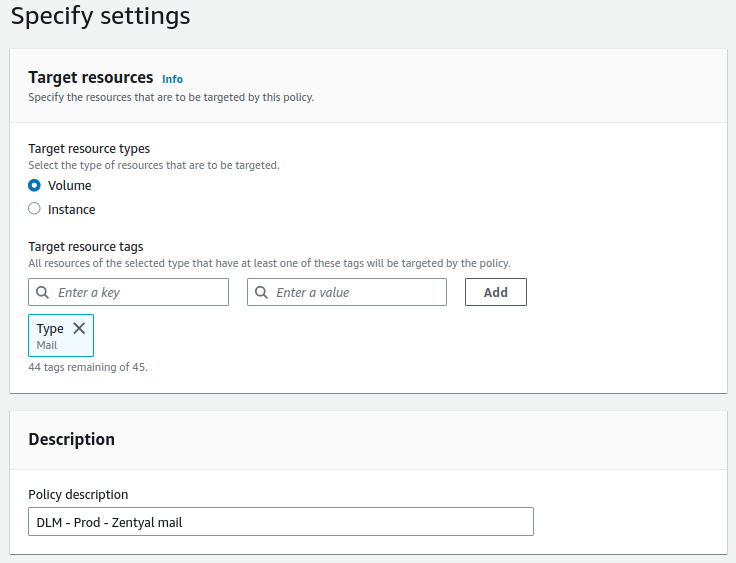 Specify settings
Target resources Info
Specify the resources that are to be targeted by this policy.
Target resource types
Select the type of resources that are to be targeted.
Volume
Instance
Target resource tags
All resources of the selected type that have at least one of these tags will be targeted by the policy.
Enter a key Enter a value Add
Type
Mail
44 tags remaining of 45.
Description
Policy description
DLM - Prod - Zentyal mail